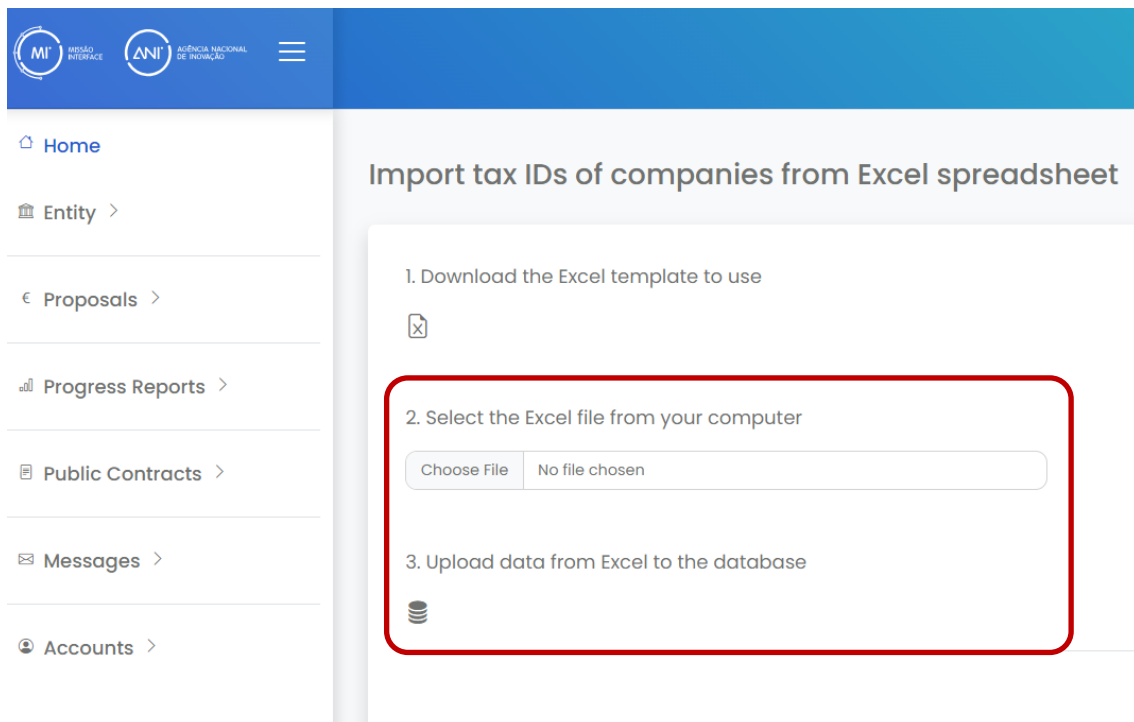 MI
MISSÃO
INTERFACE
ANI
AGÊNCIA NACIONAL
DE INOVAÇÃO
Home
Entity
€ Proposals
Progress Reports
Public Contracts
Messages
Accounts
Import tax IDs of companies from Excel spreadsheet
1. Download the Excel template to use
2. Select the Excel file from your computer
Choose File No file chosen
3. Upload data from Excel to the database